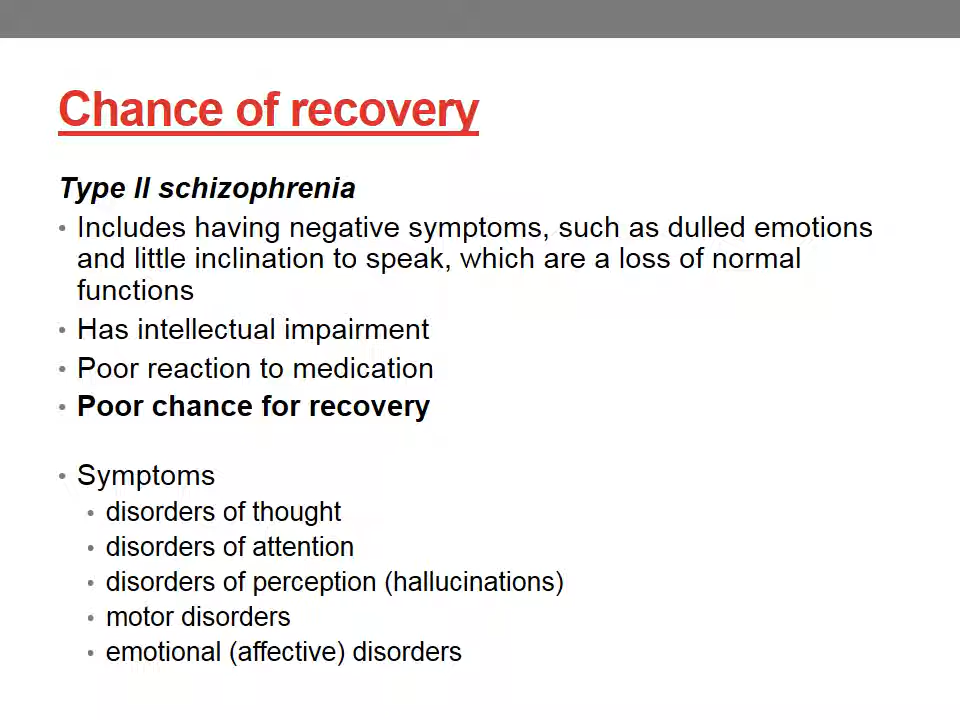 Chance of recovery
Type II schizophrenia
• Includes having negative symptoms, such as dulled emotions
and little inclination to speak, which are a loss of normal
functions
• Has intellectual impairment
• Poor reaction to medication
• Poor chance for recovery
• Symptoms
• disorders of thought
• disorders of attention
• disorders of perception (hallucinations)
• motor disorders
• emotional (affective) disorders